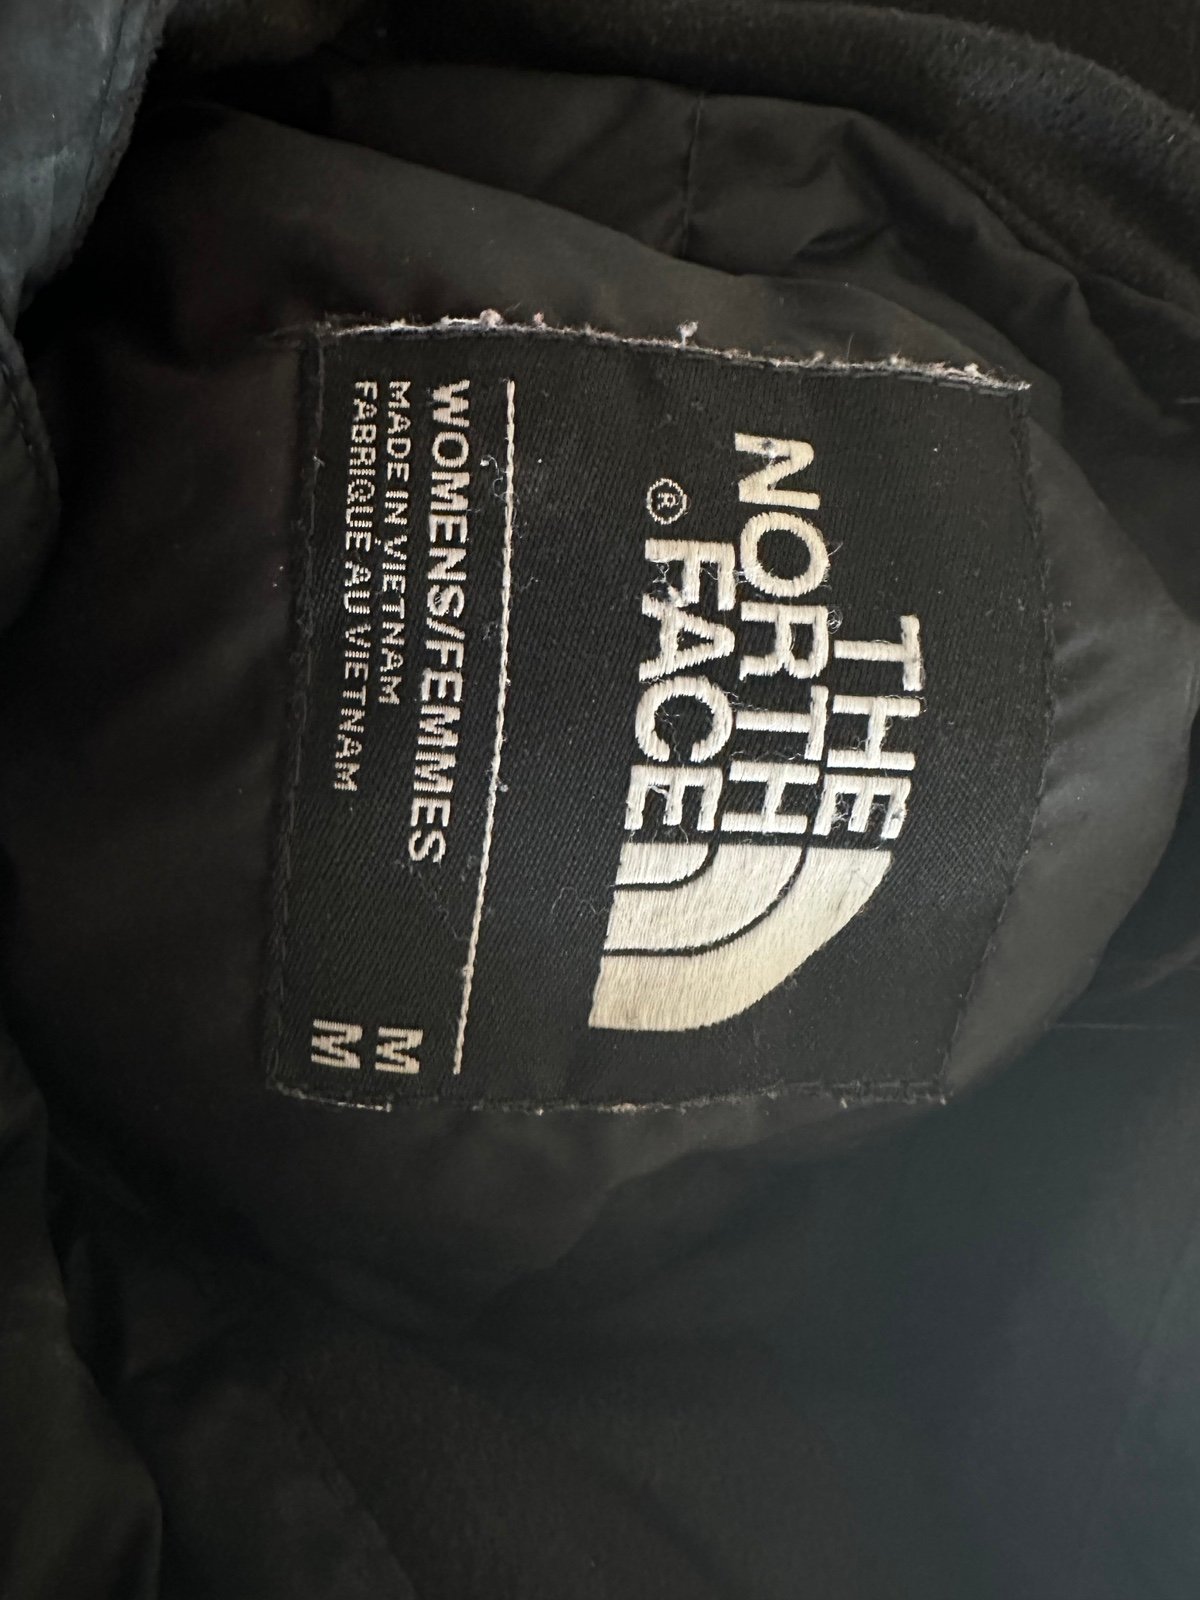 THE
NORTH
FACE
®
WOMENS/FEMMES
MADE IN VIETNAM
FABRIQUE AU VIETNAM
M
M